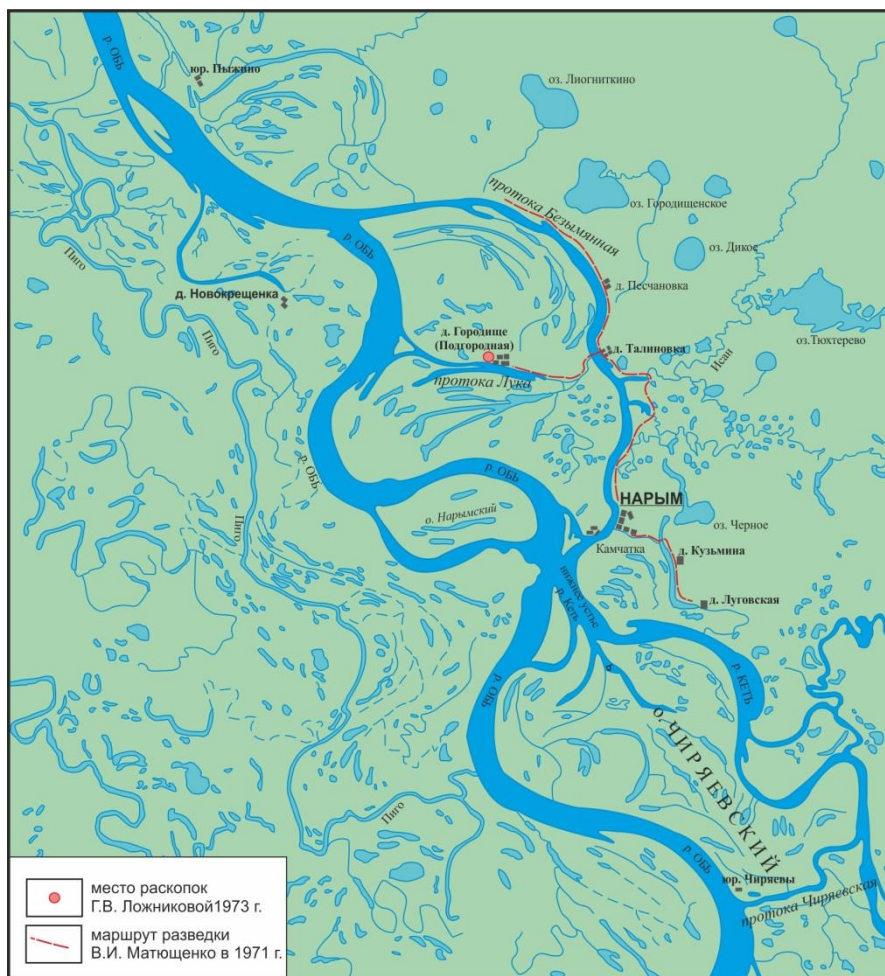 р. ОБЬ
юр. Пыжино
оз. Лиогниткино
протока Безымянная
оз. Городищенское
оз. Дикое
Пиго
р. ОБЬ
д. Песчановка
д. Новокрещенка
Пиго
д. Городище
(Подгородная)
д. Талиновка
оз.Тюхтерево
Исан
протока Лука
р. ОБЬ
р. ОБЬ
НАРЫМ
о. Нарымский
оз. Черное
Пиго
Камчатка
д. Кузьмина
нижнее устье
р. Кеть
д. Луговская
р. ОБЬ
р. КЕТЬ
о. ЧИРЯЕВСКИЙ
Пиго
р. ОБЬ
юр. Чиряевы
протока Чиряевская
место раскопок
Г.В. Ложниковой1973 г.
маршрут разведки
В.И. Матющенко в 1971 г.